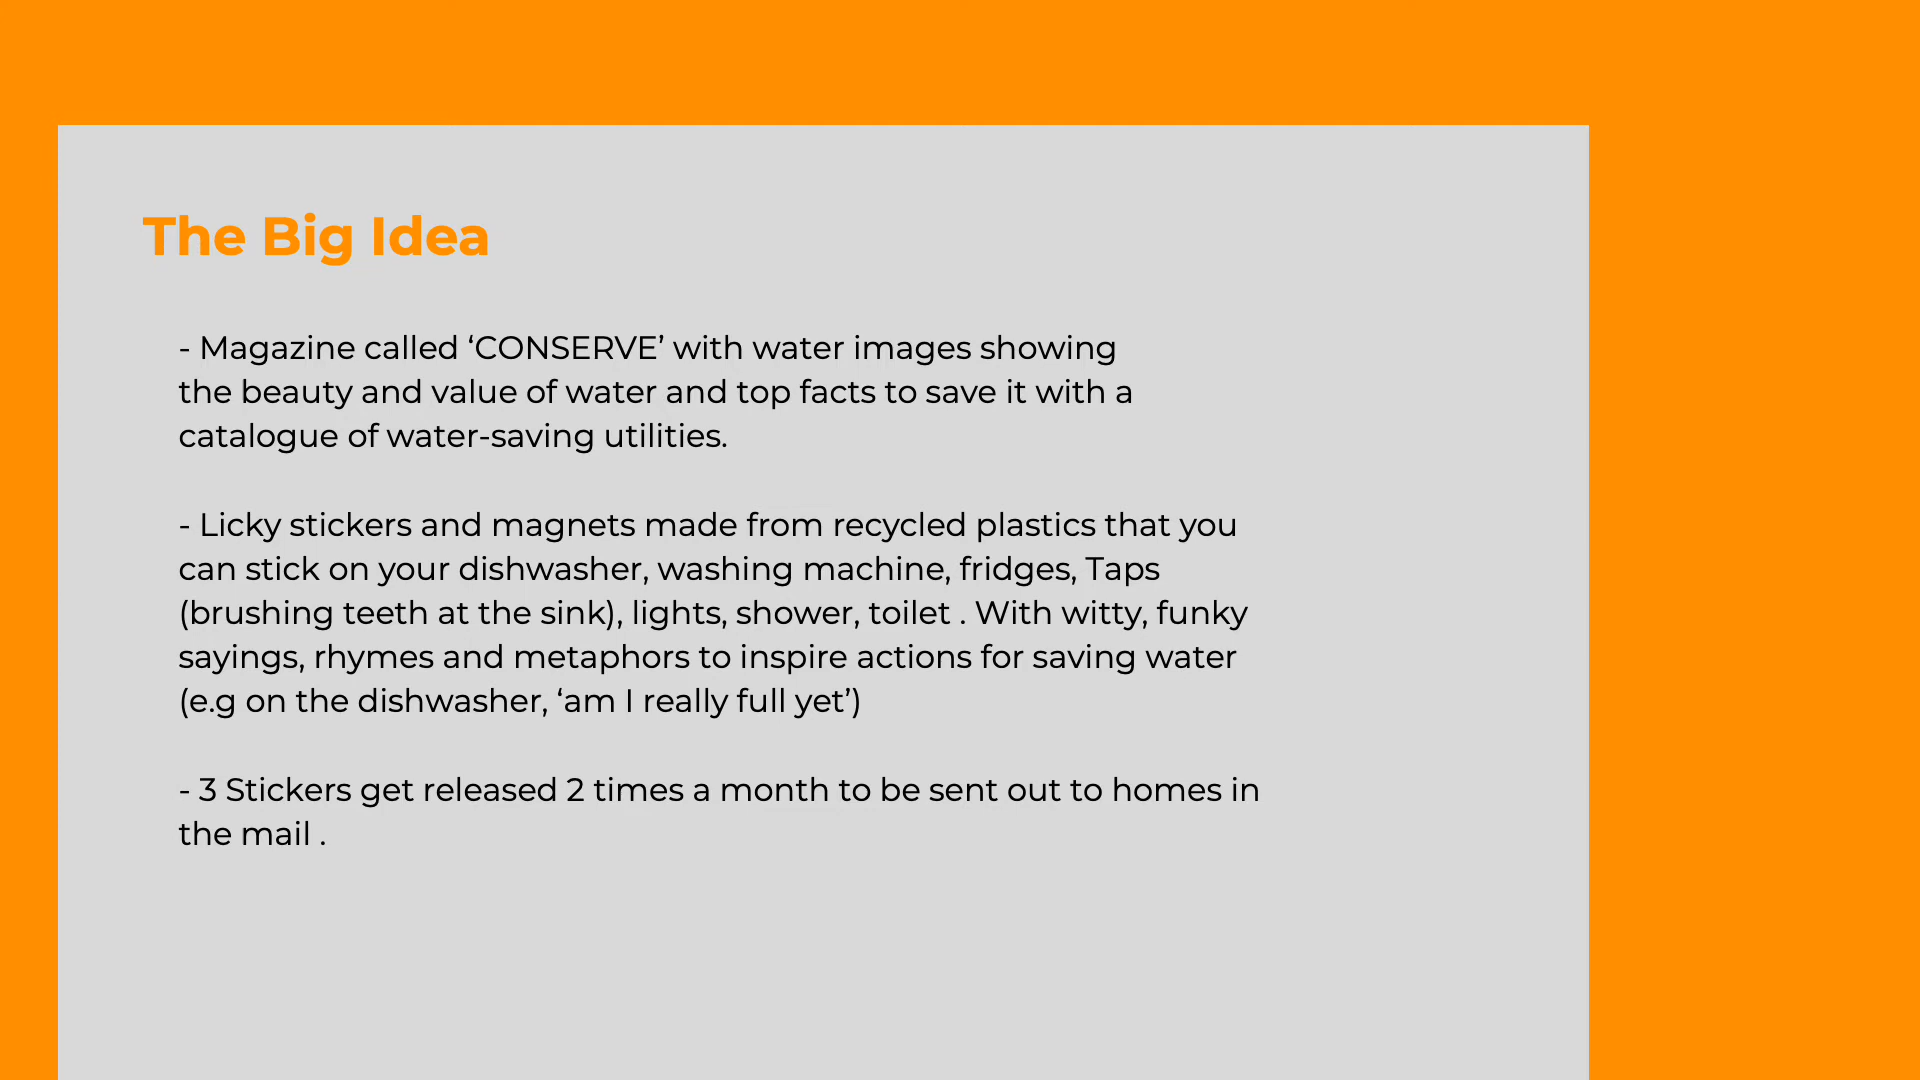 The Big Idea
- Magazine called ‘CONSERVE’ with water images showing
the beauty and value of water and top facts to save it with a
catalogue of water-saving utilities.
- Licky stickers and magnets made from recycled plastics that you
can stick on your dishwasher, washing machine, fridges, Taps
(brushing teeth at the sink), lights, shower, toilet . With witty, funky
sayings, rhymes and metaphors to inspire actions for saving water
(e.g on the dishwasher, ‘am I really full yet’)
- 3 Stickers get released 2 times a month to be sent out to homes in
the mail .